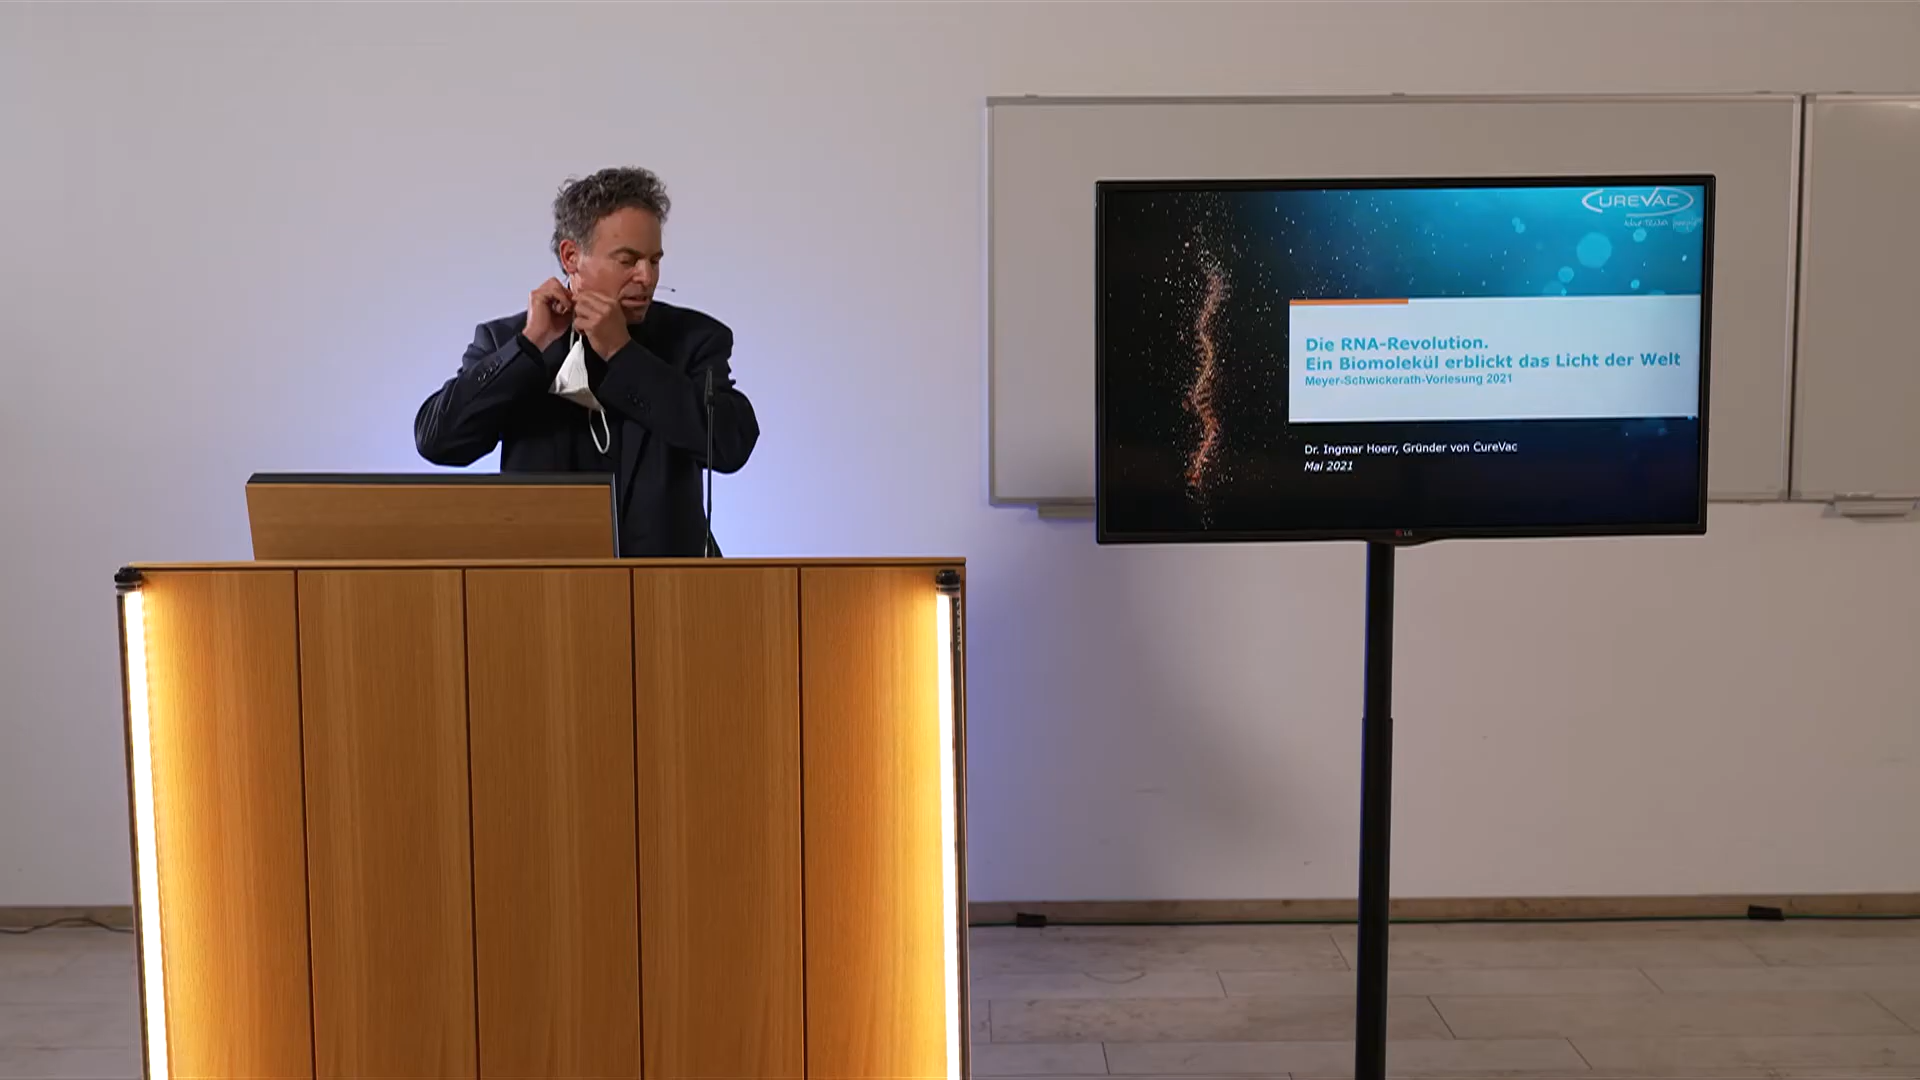 CUREVAC
Die RNA-Revolution.
Ein Biomolekül erblickt das Licht der Welt
Meyer-Schwickerath-Vorlesung 2021
Dr. Ingmar Hoerr, Gründer von CureVac
Mai 2021
LG